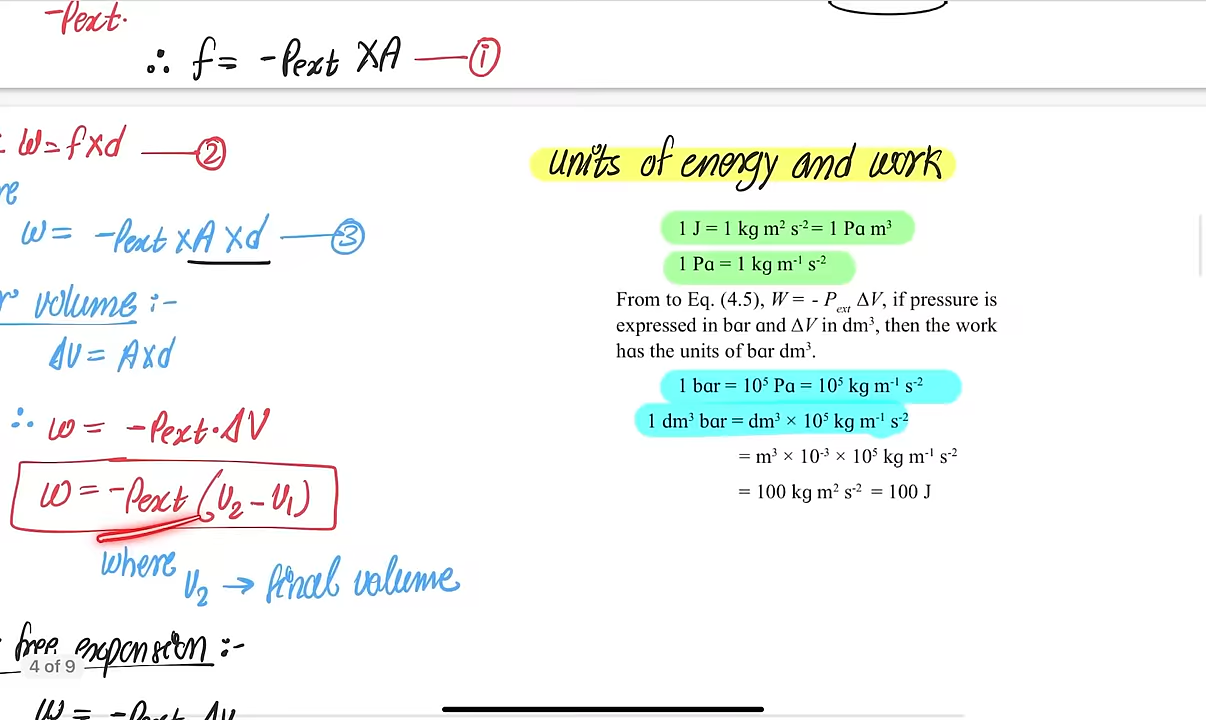 -Pext.
∴ f = -Pext × A —— ①
W = f×d —— ②
re
W = -Pext × A × d —— ③
r volume :-
ΔV = A×d
∴ W = -Pext · ΔV
W = -Pext (V₂ - V₁)
where V₂ → final volume
free expansion :-
4 of 9
W = -Pext ΔV
units of energy and work
1 J = 1 kg m² s⁻² = 1 Pa m³
1 Pa = 1 kg m⁻¹ s⁻²
From to Eq. (4.5), W = - Pₑₓₜ ΔV, if pressure is
expressed in bar and ΔV in dm³, then the work
has the units of bar dm³.
1 bar = 10⁵ Pa = 10⁵ kg m⁻¹ s⁻²
1 dm³ bar = dm³ × 10⁵ kg m⁻¹ s⁻²
= m³ × 10⁻³ × 10⁵ kg m⁻¹ s⁻²
= 100 kg m² s⁻² = 100 J